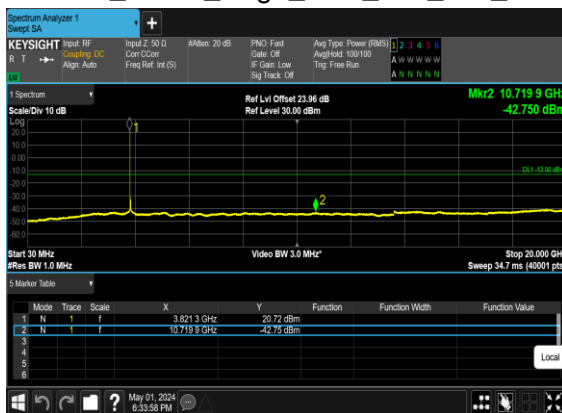 Spectrum Analyzer 1
Swept SA
KEYSIGHT Input: RF Input Z: 50 Ω #Atten: 20 dB PNO: Fast Avg Type: Power (RMS) 1 2 3 4 5 6
R T Coupling: DC Corr CCorr Gate: Off Avg|Hold: 100/100 A W W W W W
Align: Auto Freq Ref: Int (S) IF Gain: Low Trig: Free Run
LXI Sig Track: Off A N N N N N
1 Spectrum Ref Lvl Offset 23.96 dB Mkr2 10.719 9 GHz
Scale/Div 10 dB Ref Level 30.00 dBm -42.750 dBm
Log
20.0
10.0
0.00
-10.0
-20.0
-30.0
-40.0
-50.0
-60.0
1
2
DL1 -13.00 dBm
Start 30 MHz Video BW 3.0 MHz* Stop 20.000 GHz
#Res BW 1.0 MHz Sweep 34.7 ms (40001 pts)
5 Marker Table
Mode Trace Scale X Y Function Function Width Function Value
1 N 1 f 3.821 3 GHz 20.72 dBm
2 N 1 f 10.719 9 GHz -42.75 dBm
3
4
5
6
Local
? May 01, 2024
6:33:58 PM